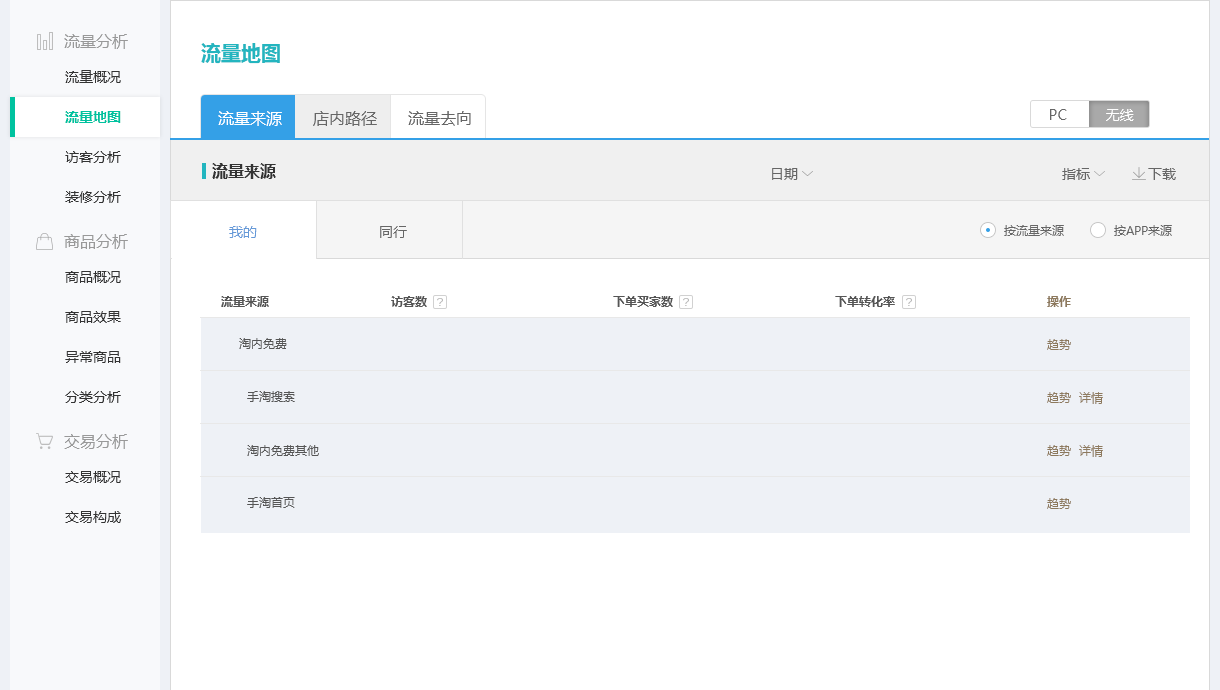 流量分析
流量概况
流量地图
访客分析
装修分析
商品分析
商品概况
商品效果
异常商品
分类分析
交易分析
交易概况
交易构成
流量地图
流量来源 店内路径 流量去向 PC 无线
流量来源 日期 指标 下载
我的 同行 按流量来源 按APP来源
流量来源 访客数 ? 下单买家数 ? 下单转化率 ? 操作
淘内免费 趋势
手淘搜索 趋势 详情
淘内免费其他 趋势 详情
手淘首页 趋势